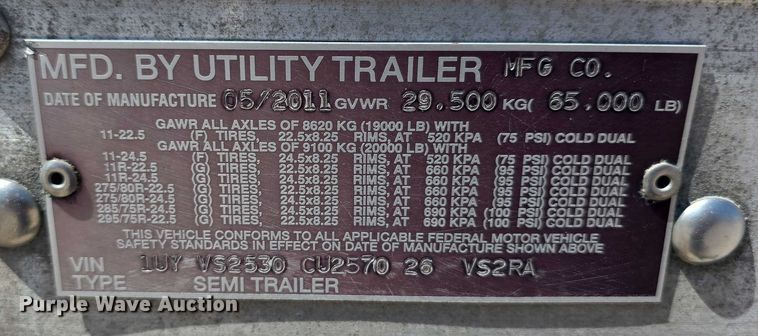 MFD. BY UTILITY TRAILER MFG CO.
DATE OF MANUFACTURE 05/2011 GVWR 29.500 KG( 65.000 LB)
GAWR ALL AXLES OF 8620 KG (19000 LB) WITH
11-22.5 (F) TIRES, 22.5x8.25 RIMS, AT 520 KPA (75 PSI) COLD DUAL
GAWR ALL AXLES OF 9100 KG (20000 LB) WITH
11-24.5 (F) TIRES, 24.5x8.25 RIMS, AT 520 KPA (75 PSI) COLD DUAL
11R-22.5 (G) TIRES, 22.5x8.25 RIMS, AT 660 KPA (95 PSI) COLD DUAL
11R-24.5 (G) TIRES, 24.5x8.25 RIMS, AT 660 KPA (95 PSI) COLD DUAL
275/80R-22.5 (G) TIRES, 22.5x8.25 RIMS, AT 660 KPA (95 PSI) COLD DUAL
275/80R-24.5 (G) TIRES, 24.5x8.25 RIMS, AT 660 KPA (95 PSI) COLD DUAL
285/75R-24.5 (G) TIRES, 24.5x8.25 RIMS, AT 690 KPA (100 PSI) COLD DUAL
295/75R-22.5 (G) TIRES, 22.5x8.25 RIMS, AT 690 KPA (100 PSI) COLD DUAL
THIS VEHICLE CONFORMS TO ALL APPLICABLE FEDERAL MOTOR VEHICLE
SAFETY STANDARDS IN EFFECT ON DATE OF MANUFACTURE SHOWN ABOVE
VIN 1UY VS2530 CU2570 26 VS2RA
TYPE SEMI TRAILER
Purple Wave Auction